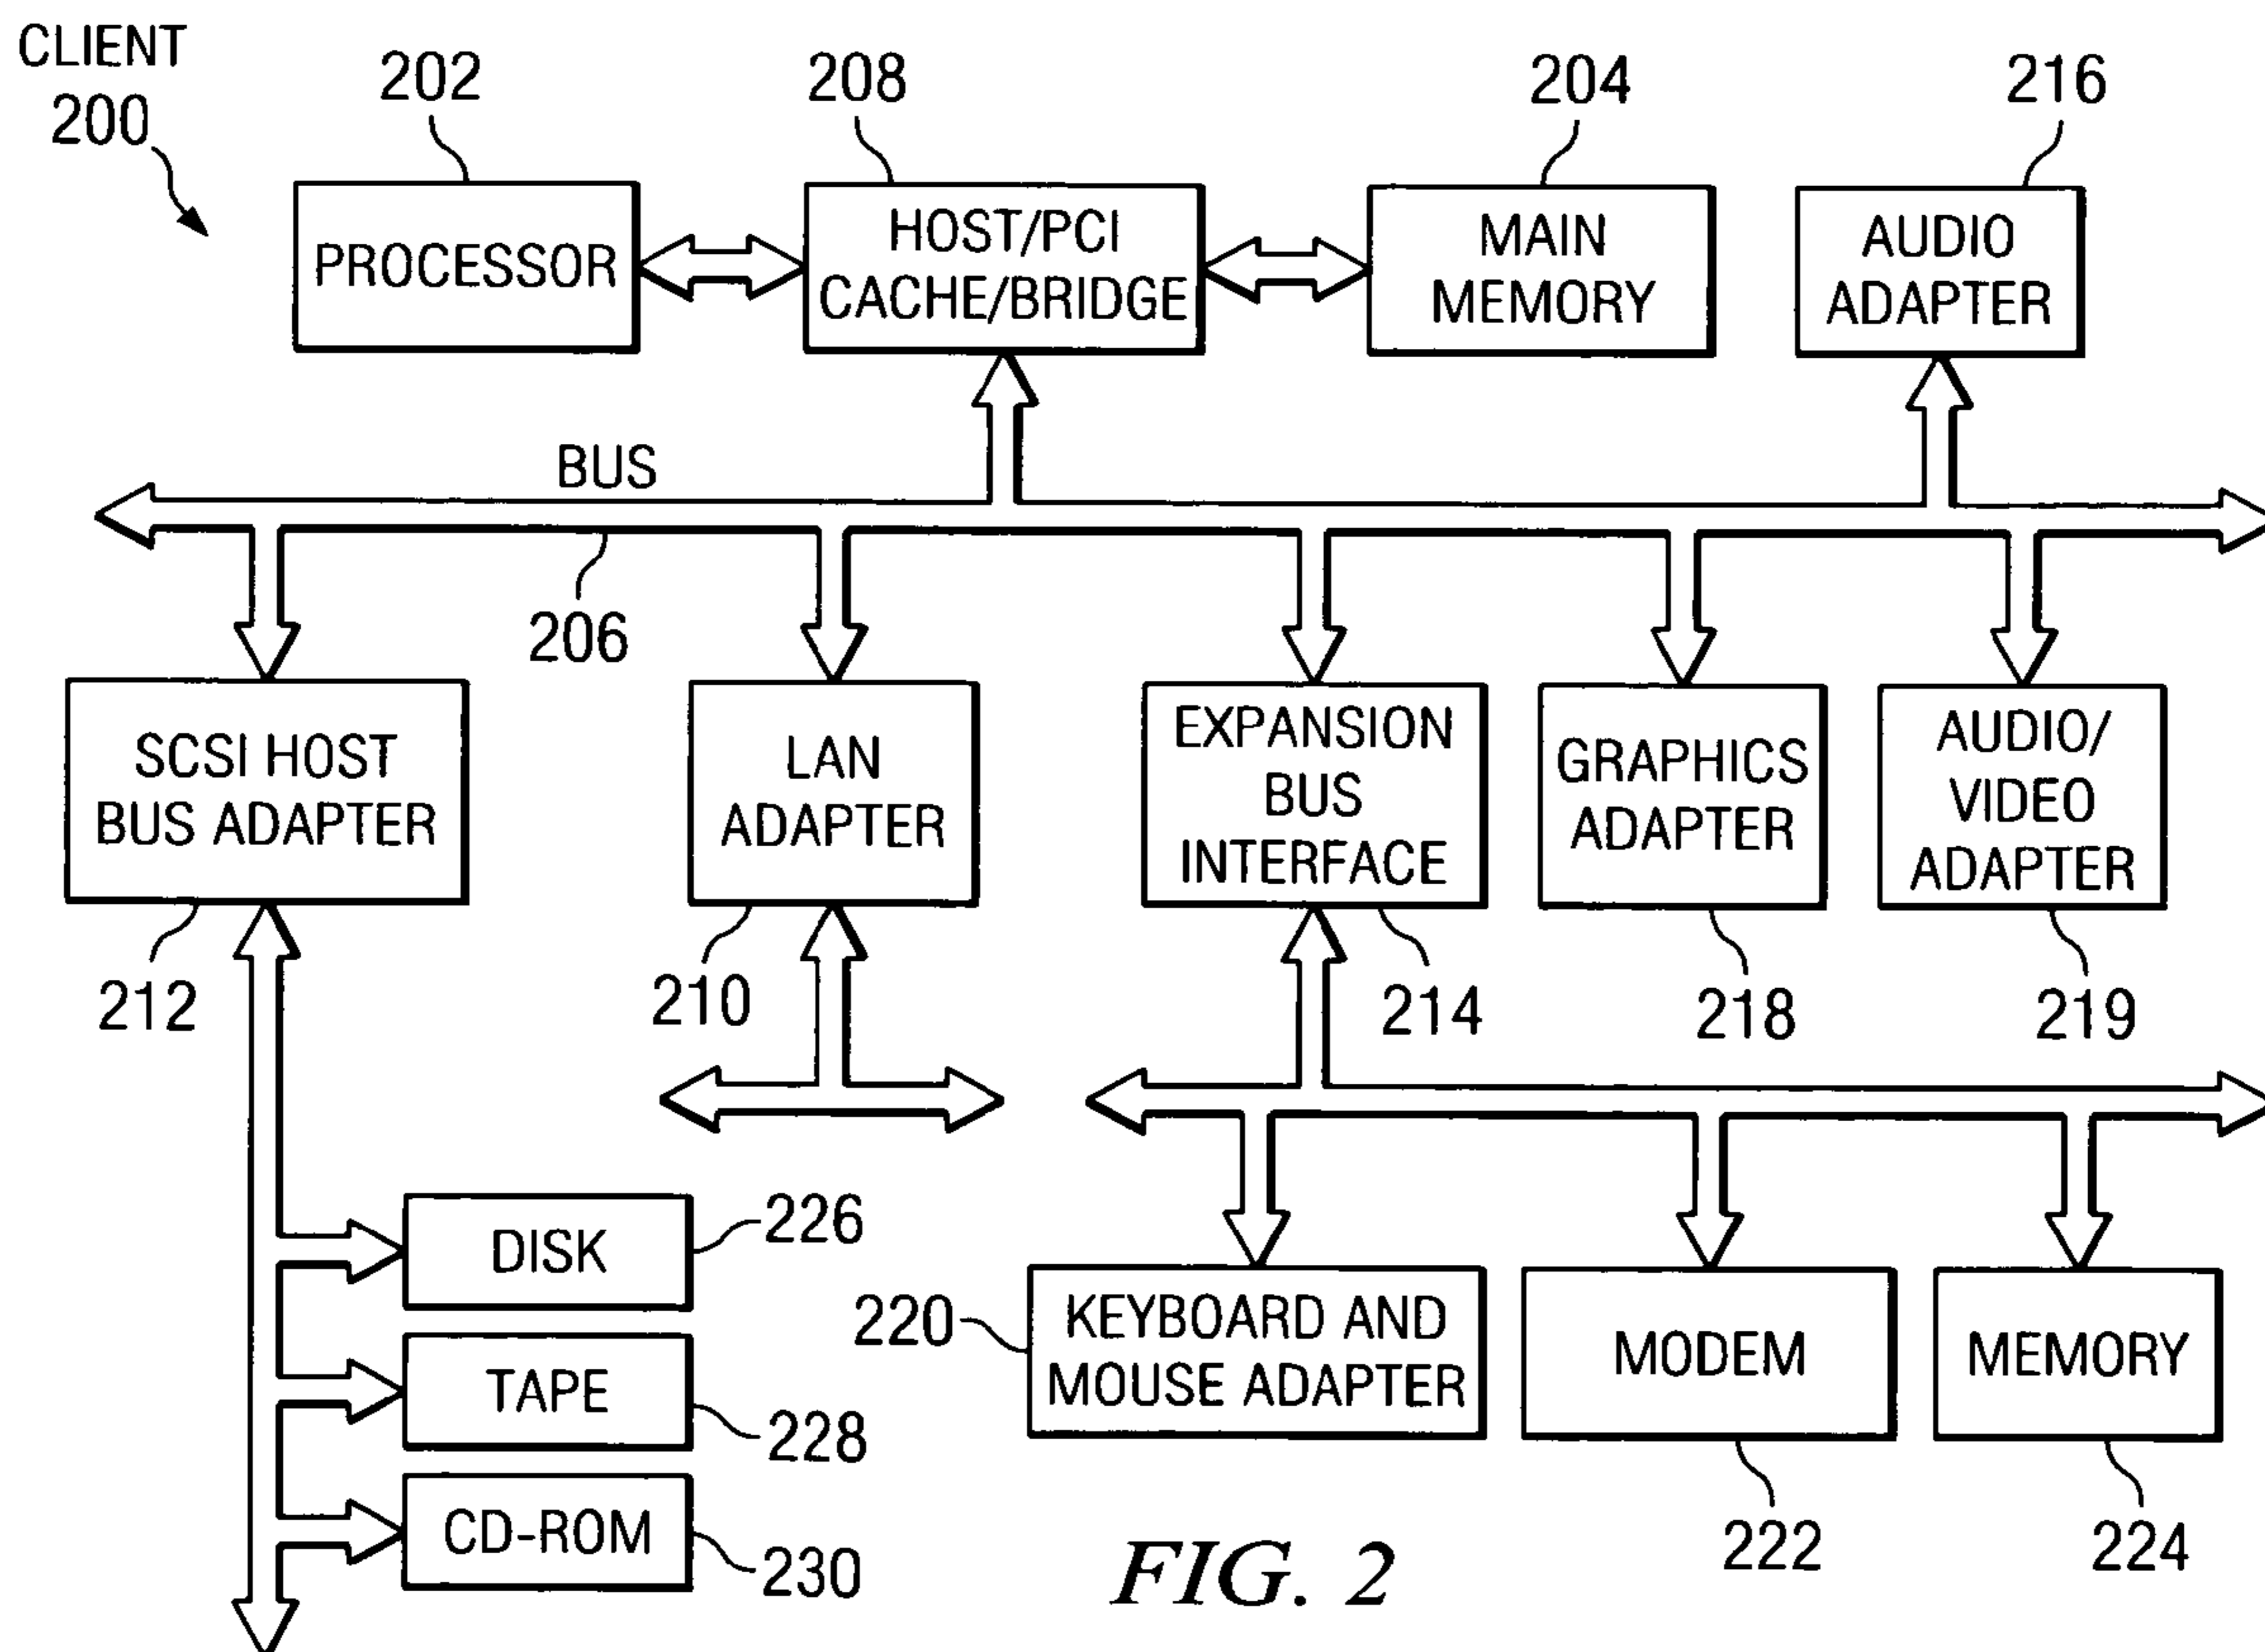 CLIENT
200
202
208
204
216
PROCESSOR
HOST/PCI
CACHE/BRIDGE
MAIN
MEMORY
AUDIO
ADAPTER
BUS
206
SCSI HOST
BUS ADAPTER
LAN
ADAPTER
EXPANSION
BUS
INTERFACE
GRAPHICS
ADAPTER
AUDIO/
VIDEO
ADAPTER
212
210
214
218
219
DISK
226
TAPE
228
CD-ROM
230
220
KEYBOARD AND
MOUSE ADAPTER
MODEM
MEMORY
222
224
FIG. 2